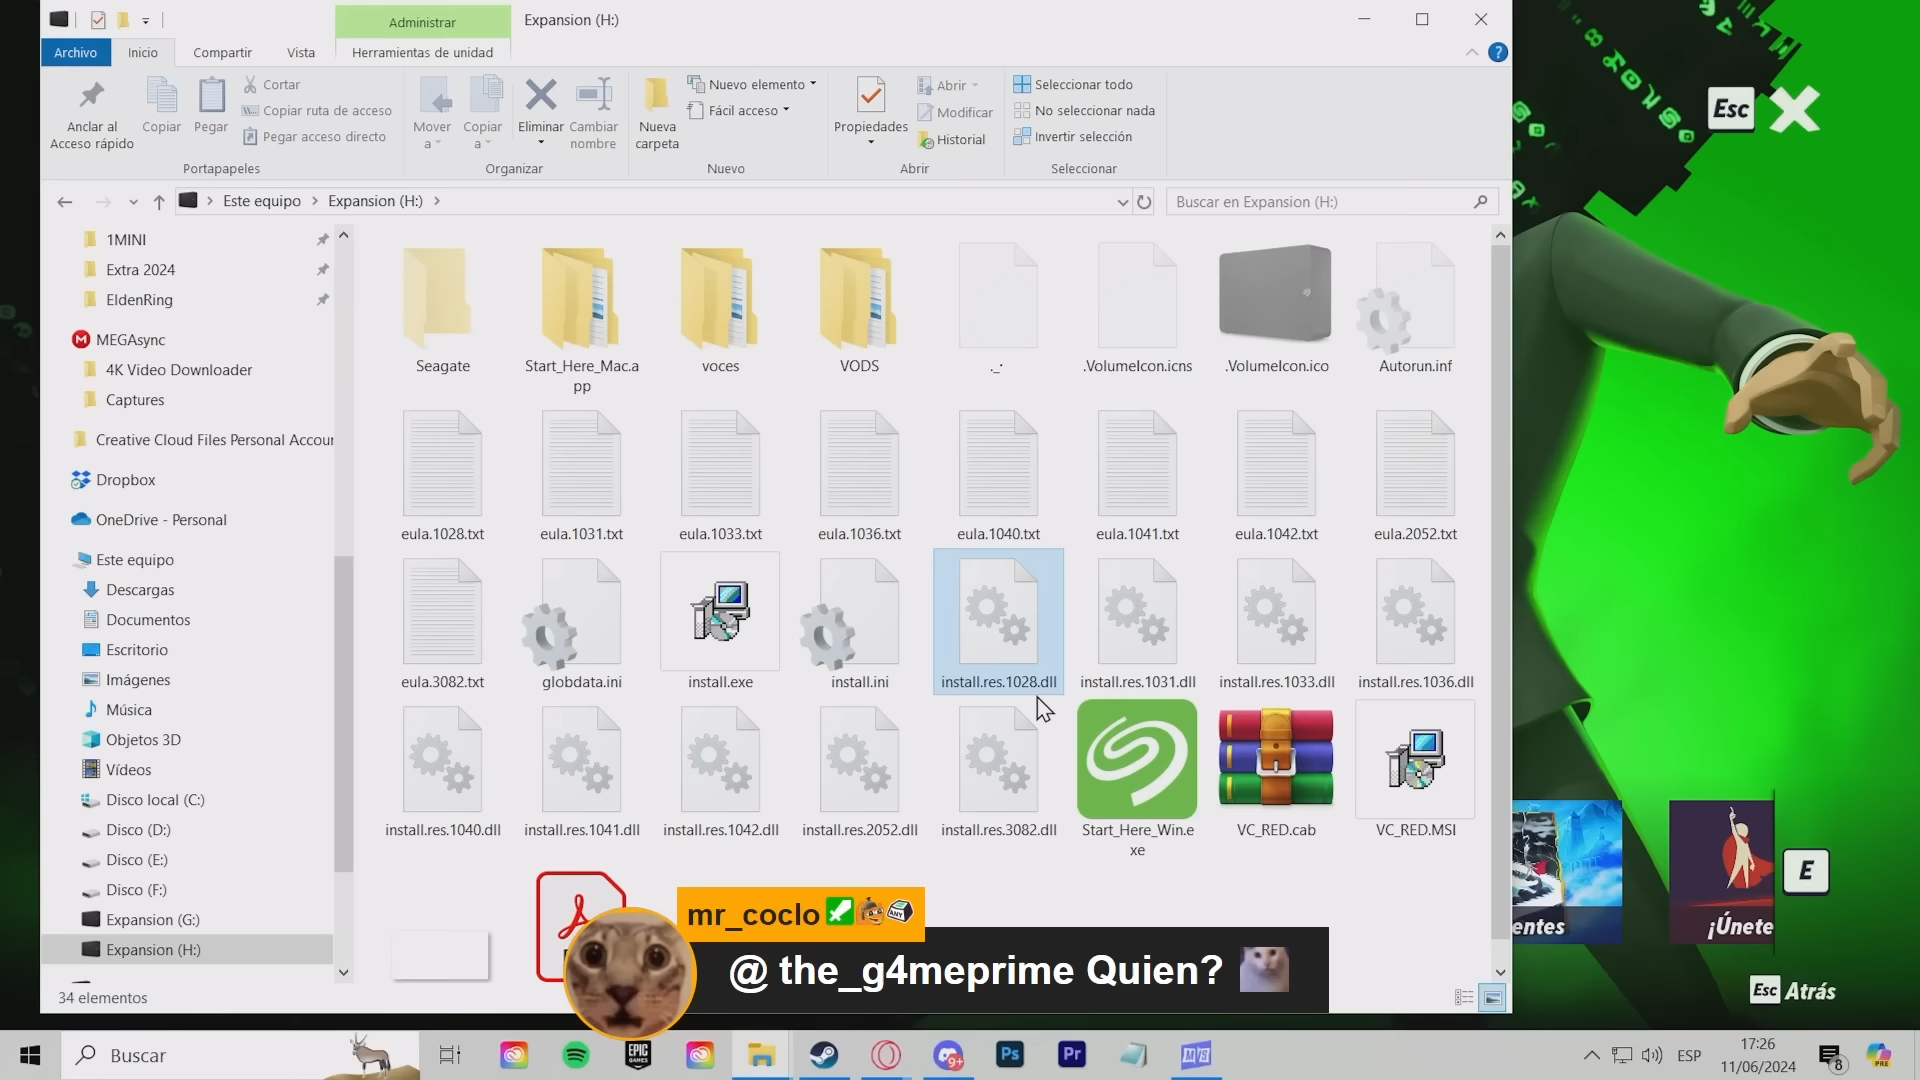 Administrar
Expansion (H:)
Archivo
Inicio
Compartir
Vista
Herramientas de unidad
Anclar al
Acceso rápido
Copiar
Pegar
Cortar
Copiar ruta de acceso
Pegar acceso directo
Mover
a
Copiar
a
Eliminar
Cambiar
nombre
Nueva
carpeta
Nuevo elemento
Fácil acceso
Propiedades
Abrir
Modificar
Historial
Seleccionar todo
No seleccionar nada
Invertir selección
Portapapeles
Organizar
Nuevo
Abrir
Seleccionar
Este equipo
Expansion (H:)
Buscar en Expansion (H:)
1MINI
Extra 2024
EldenRing
MEGAsync
4K Video Downloader
Captures
Creative Cloud Files Personal Accour
Dropbox
OneDrive - Personal
Este equipo
Descargas
Documentos
Escritorio
Imágenes
Música
Objetos 3D
Vídeos
Disco local (C:)
Disco (D:)
Disco (E:)
Disco (F:)
Expansion (G:)
Expansion (H:)
34 elementos
Seagate
Start_Here_Mac.a
pp
voces
VODS
._.
.VolumeIcon.icns
.VolumeIcon.ico
Autorun.inf
eula.1028.txt
eula.1031.txt
eula.1033.txt
eula.1036.txt
eula.1040.txt
eula.1041.txt
eula.1042.txt
eula.2052.txt
eula.3082.txt
globdata.ini
install.exe
install.ini
install.res.1028.dll
install.res.1031.dll
install.res.1033.dll
install.res.1036.dll
install.res.1040.dll
install.res.1041.dll
install.res.1042.dll
install.res.2052.dll
install.res.3082.dll
Start_Here_Win.e
xe
VC_RED.cab
VC_RED.MSI
mr_coclo
@ the_g4meprime Quien?
Esc
entes
¡Únete
E
Esc Atrás
Buscar
EPIC
GAMES
9+
Ps
Pr
ESP
17:26
11/06/2024
8
PRE